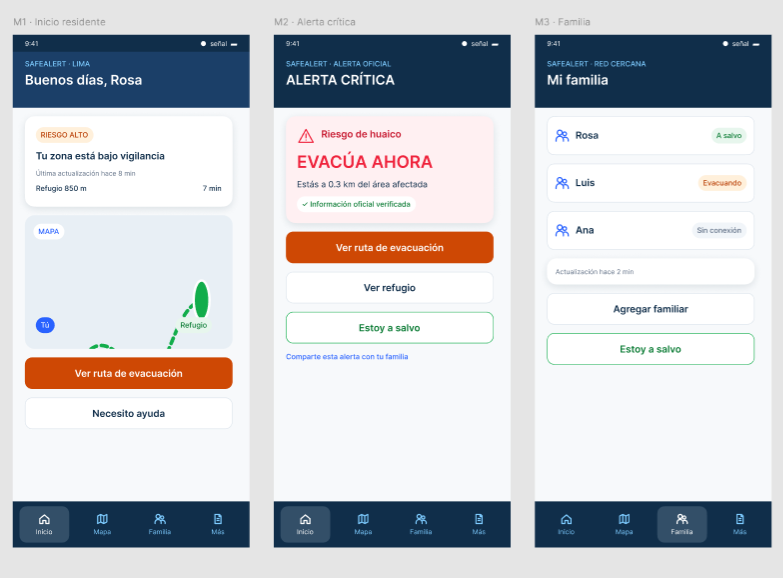 M1 · Inicio residente
9:41
señal
SAFEALERT · LIMA
Buenos días, Rosa
RIESGO ALTO
Tu zona está bajo vigilancia
Última actualización hace 8 min
Refugio 850 m
7 min
MAPA
Tú
Refugio
Ver ruta de evacuación
Necesito ayuda
Inicio
Mapa
Familia
Más
M2 · Alerta crítica
9:41
señal
SAFEALERT · ALERTA OFICIAL
ALERTA CRÍTICA
Riesgo de huaico
EVACÚA AHORA
Estás a 0.3 km del área afectada
✓ Información oficial verificada
Ver ruta de evacuación
Ver refugio
Estoy a salvo
Comparte esta alerta con tu familia
Inicio
Mapa
Familia
Más
M3 · Familia
9:41
señal
SAFEALERT · RED CERCANA
Mi familia
Rosa
A salvo
Luis
Evacuando
Ana
Sin conexión
Actualización hace 2 min
Agregar familiar
Estoy a salvo
Inicio
Mapa
Familia
Más